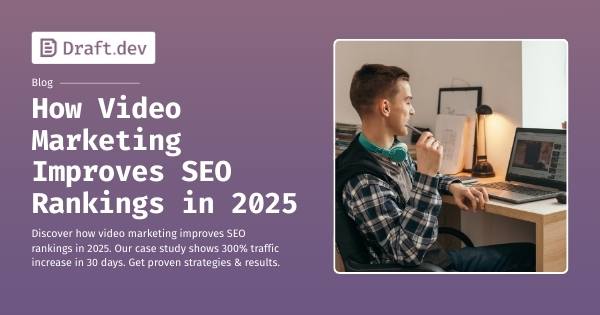 Draft.dev
Blog
How Video
Marketing
Improves SEO
Rankings in 2025
Discover how video marketing improves SEO
rankings in 2025. Our case study shows 300% traffic
increase in 30 days. Get proven strategies & results.